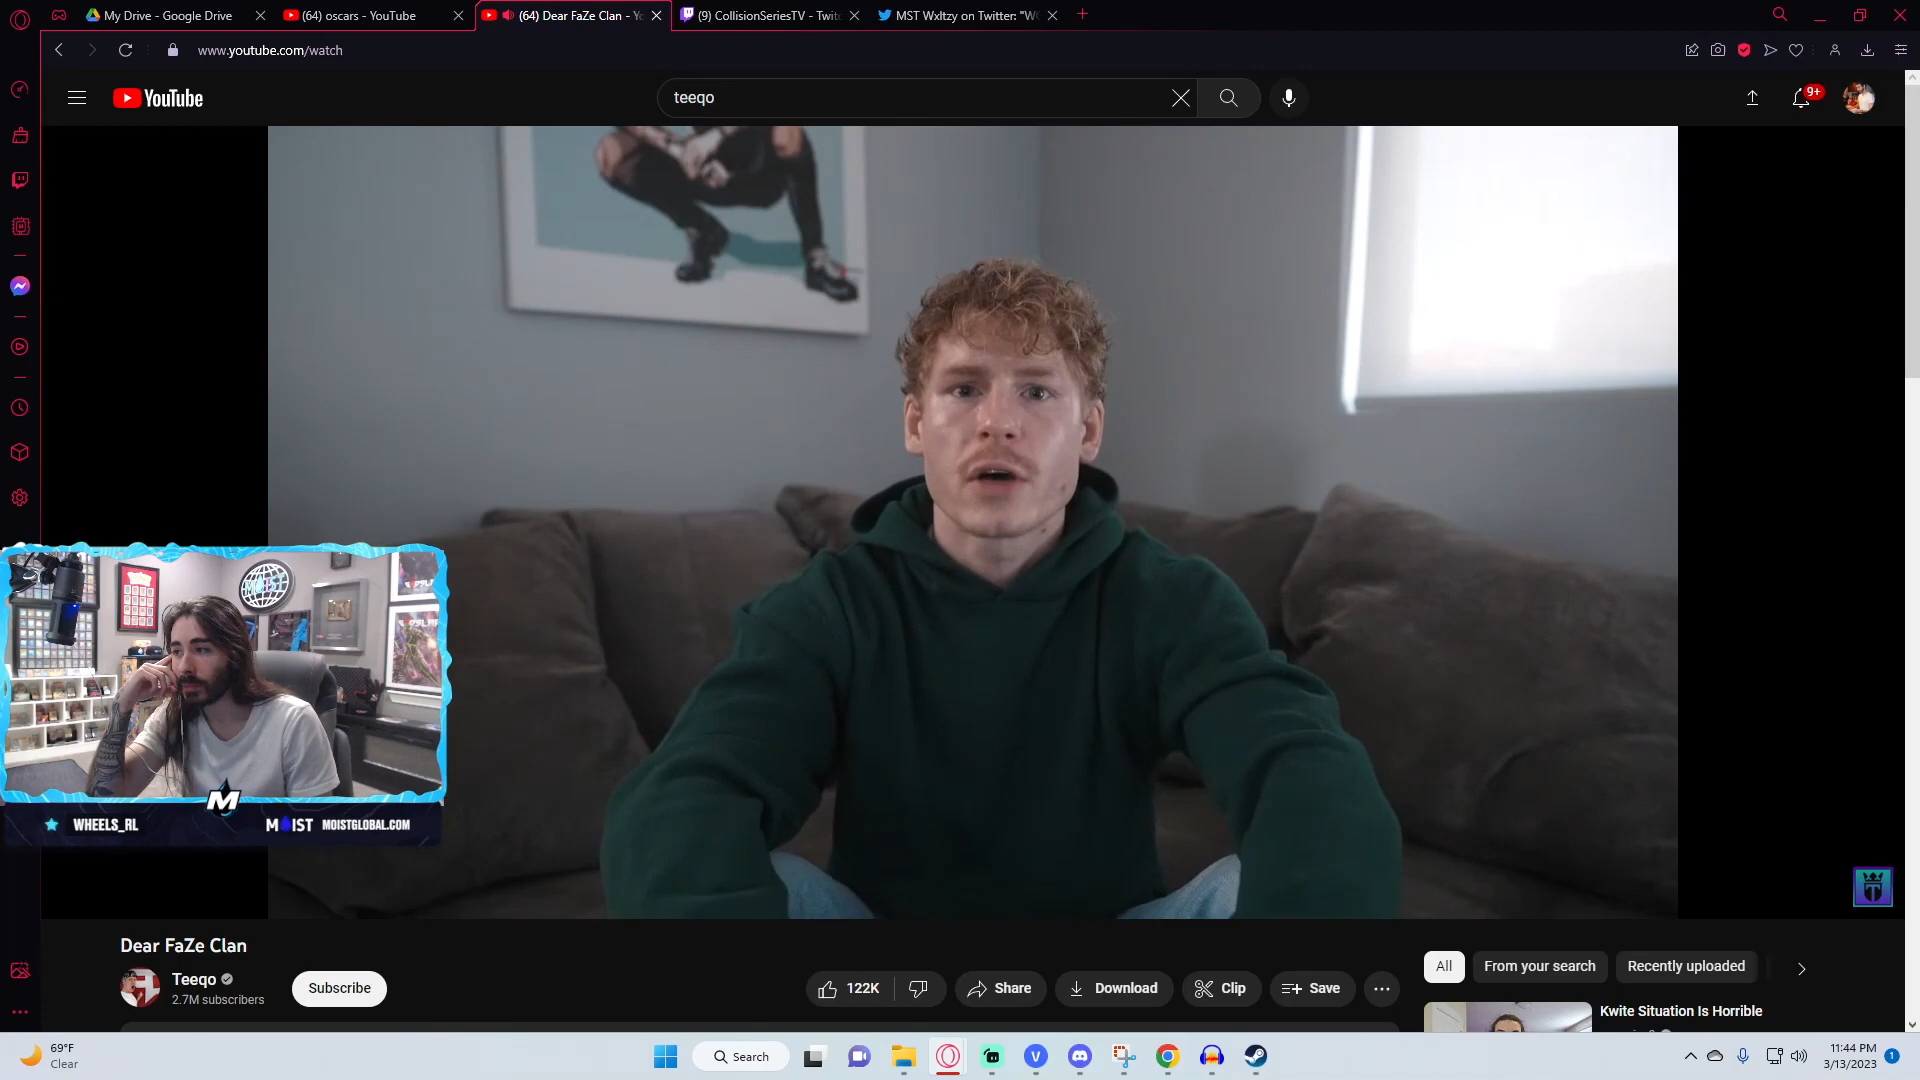 My Drive - Google Drive
(64) oscars - YouTube
(64) Dear FaZe Clan - Yo
(9) CollisionSeriesTV - Twitc
MST Wxltzy on Twitter: "W
www.youtube.com/watch
YouTube
teeqo
9+
MOIST
WHEELS_RL
M
MOIST
MOISTGLOBAL.COM
T
Dear FaZe Clan
Teeqo
2.7M subscribers
Subscribe
122K
Share
Download
Clip
Save
All
From your search
Recently uploaded
Kwite Situation Is Horrible
69°F
Clear
Search
V
11:44 PM
3/13/2023
1